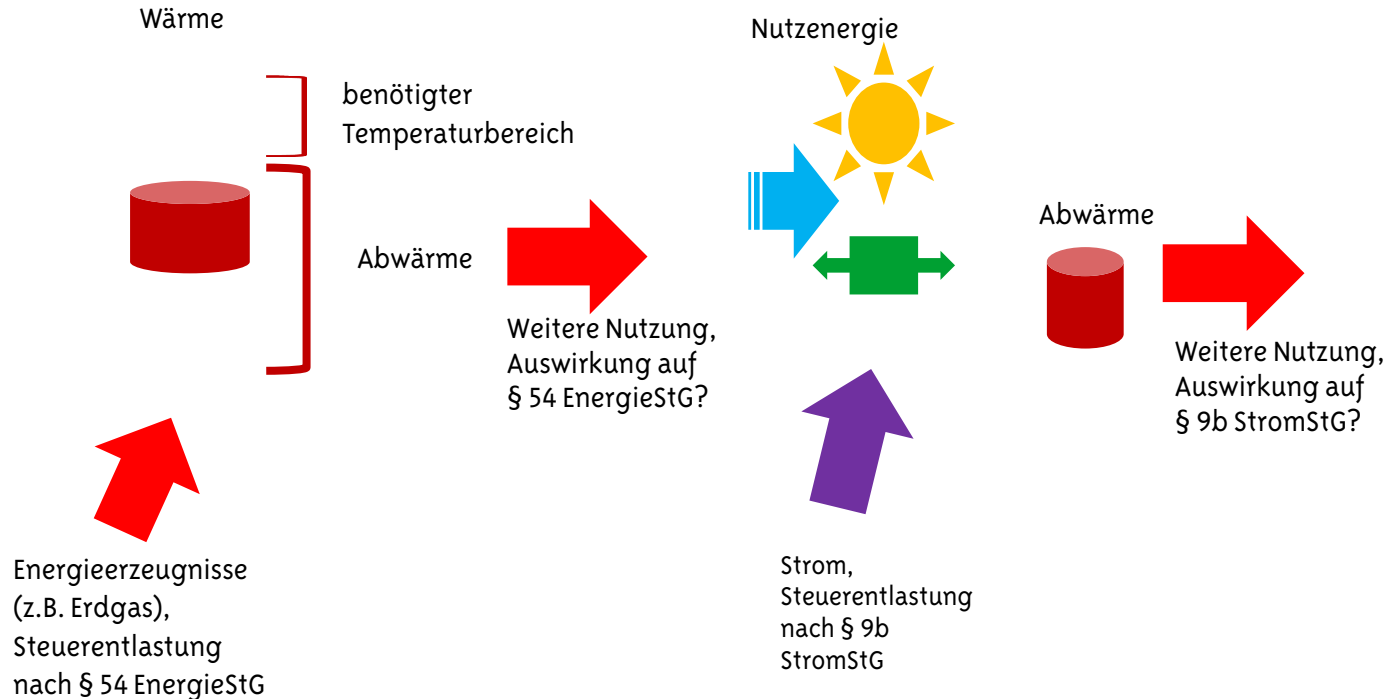 Wärme
benötigter
Temperaturbereich
Abwärme
Weitere Nutzung,
Auswirkung auf
§ 54 EnergieStG?
Energieerzeugnisse
(z.B. Erdgas),
Steuerentlastung
nach § 54 EnergieStG
Nutzenergie
Strom,
Steuerentlastung
nach § 9b
StromStG
Abwärme
Weitere Nutzung,
Auswirkung auf
§ 9b StromStG?